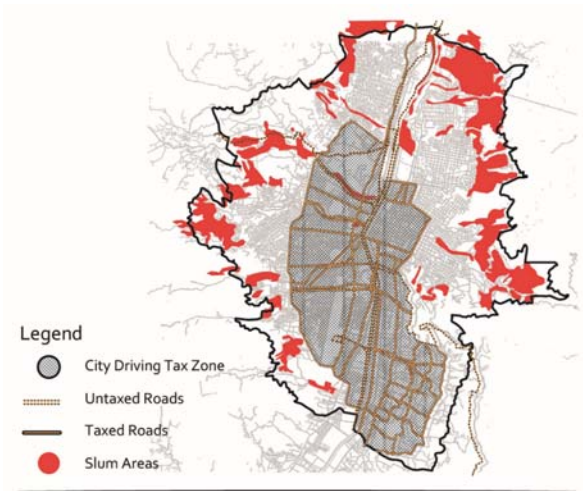 Legend
City Driving Tax Zone
Untaxed Roads
Taxed Roads
Slum Areas